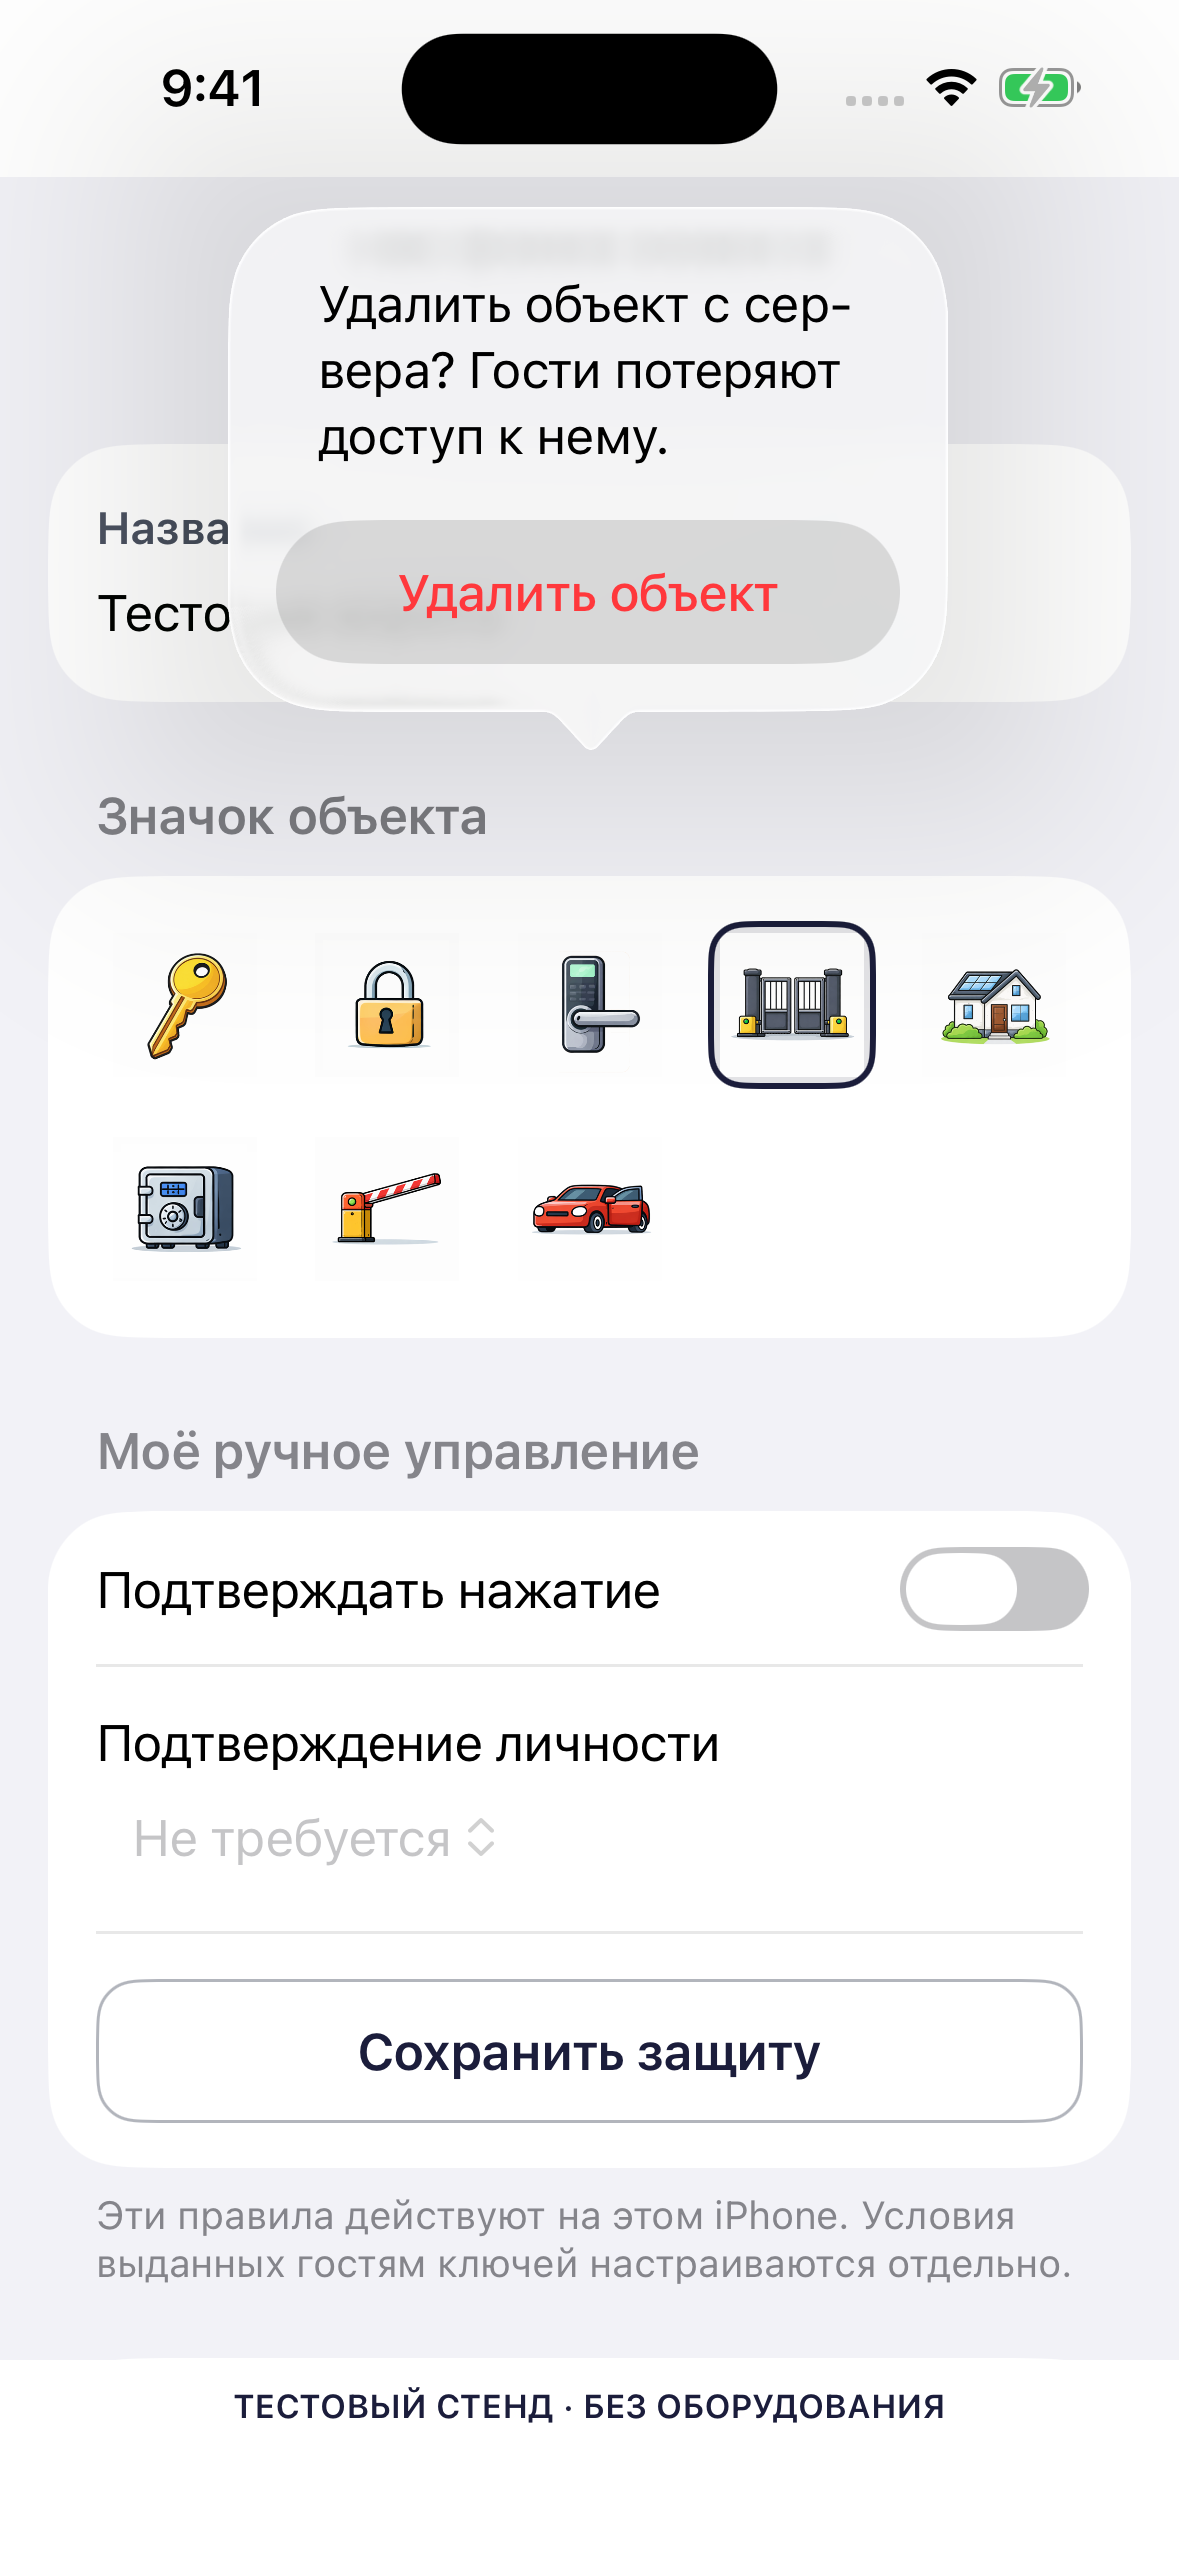 9:41
Удалить объект с сер-
вера? Гости потеряют
доступ к нему.
Удалить объект
Значок объекта
Моё ручное управление
Подтверждать нажатие
Подтверждение личности
Не требуется
Сохранить защиту
Эти правила действуют на этом iPhone. Условия
выданных гостям ключей настраиваются отдельно.
ТЕСТОВЫЙ СТЕНД · БЕЗ ОБОРУДОВАНИЯ